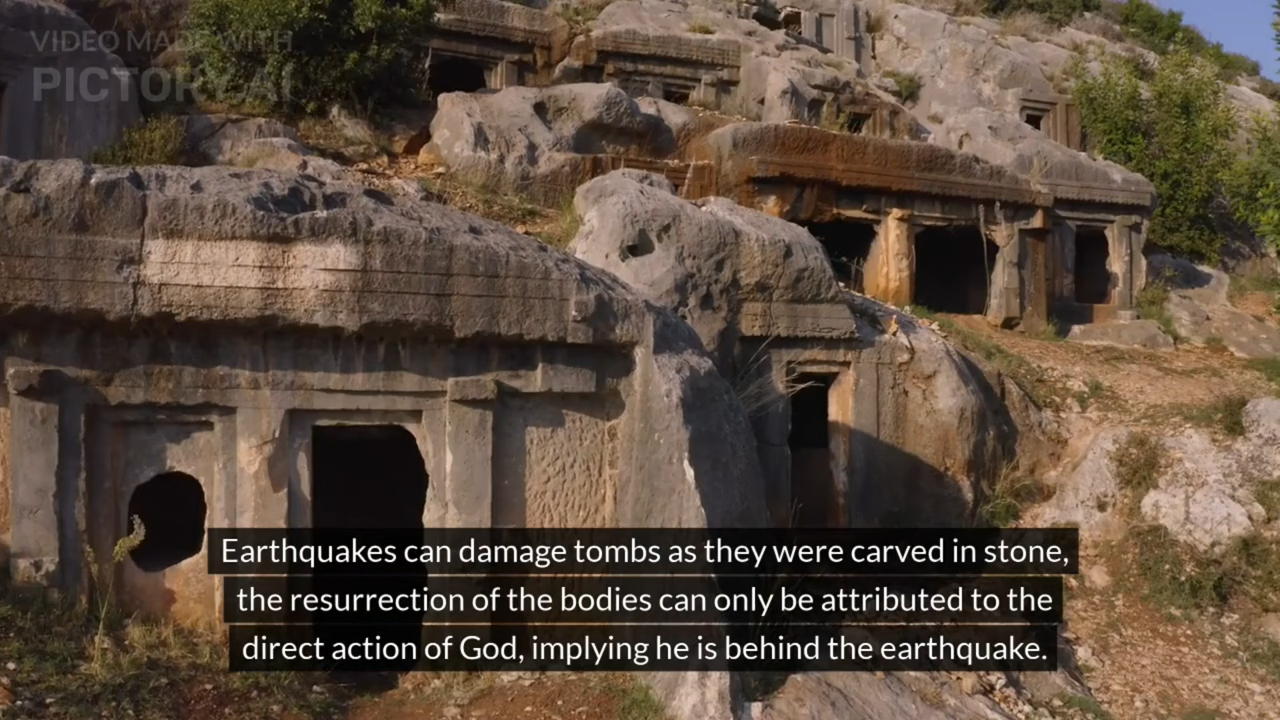 VIDEO MADE WITH
PICTORY.AI
Earthquakes can damage tombs as they were carved in stone,
the resurrection of the bodies can only be attributed to the
direct action of God, implying he is behind the earthquake.